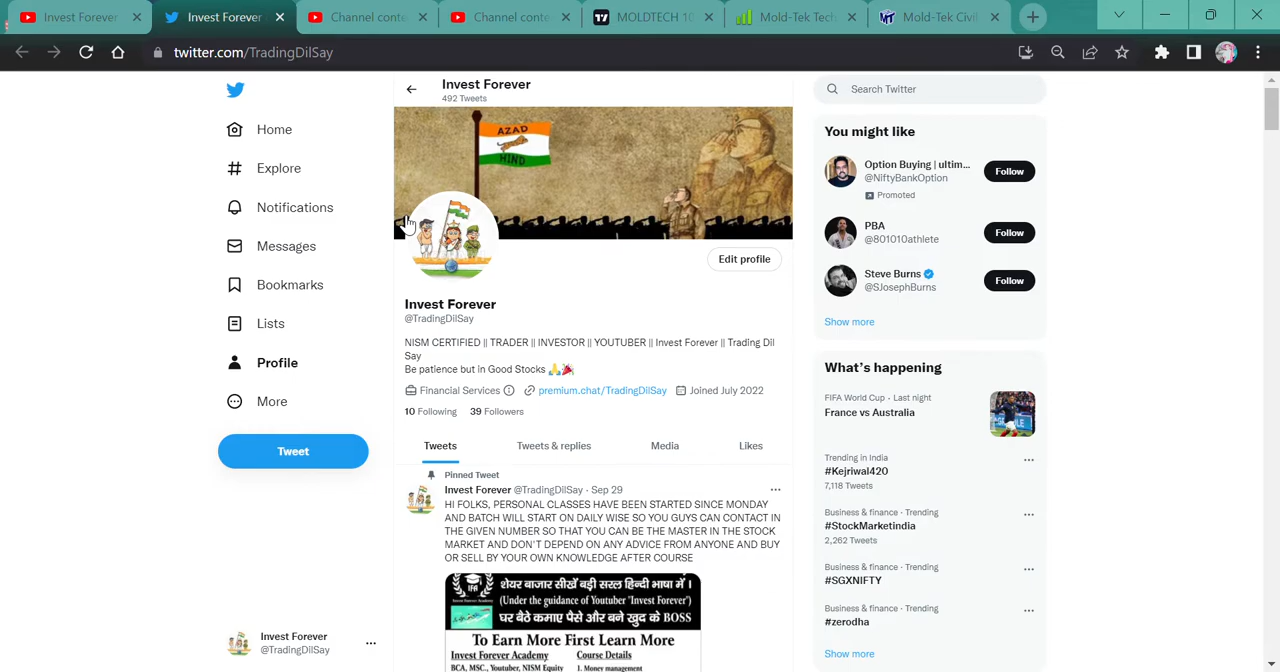 Invest Forever
Invest Forever
Channel conte
Channel conte
MOLDTECH 10
Mold-Tek Tech
Mold-Tek Civil
twitter.com/TradingDilSay
Invest Forever
492 Tweets
Search Twitter
Home
Explore
Notifications
Messages
Bookmarks
Lists
Profile
More
Tweet
Invest Forever
@TradingDilSay
AZAD
HIND
Edit profile
Invest Forever
@TradingDilSay
NISM CERTIFIED || TRADER || INVESTOR || YOUTUBER || Invest Forever || Trading Dil
Say
Be patience but in Good Stocks 🙏🎉
Financial Services premium.chat/TradingDilSay Joined July 2022
10 Following 39 Followers
Tweets Tweets & replies Media Likes
Pinned Tweet
Invest Forever @TradingDilSay · Sep 29
HI FOLKS, PERSONAL CLASSES HAVE BEEN STARTED SINCE MONDAY
AND BATCH WILL START ON DAILY WISE SO YOU GUYS CAN CONTACT IN
THE GIVEN NUMBER SO THAT YOU CAN BE THE MASTER IN THE STOCK
MARKET AND DON'T DEPEND ON ANY ADVICE FROM ANYONE AND BUY
OR SELL BY YOUR OWN KNOWLEDGE AFTER COURSE
शेयर बाजार सीखें बड़ी सरल हिन्दी भाषा में ।
(Under the guidance of Youtuber "Invest Forever")
घर बैठे कमाए पैसे और बने खुद के BOSS
To Earn More First Learn More
Invest Forever Academy Course Details
BCA, MSC., Youtuber, NISM Equity 1. Money management
You might like
Option Buying | ultim...
@NiftyBankOption
Promoted
Follow
PBA
@801010athlete
Follow
Steve Burns
@SJosephBurns
Follow
Show more
What's happening
FIFA World Cup · Last night
France vs Australia
Trending in India
#Kejriwal420
7,118 Tweets
Business & finance · Trending
#StockMarketindia
2,262 Tweets
Business & finance · Trending
#SGXNIFTY
Business & finance · Trending
#zerodha
Show more